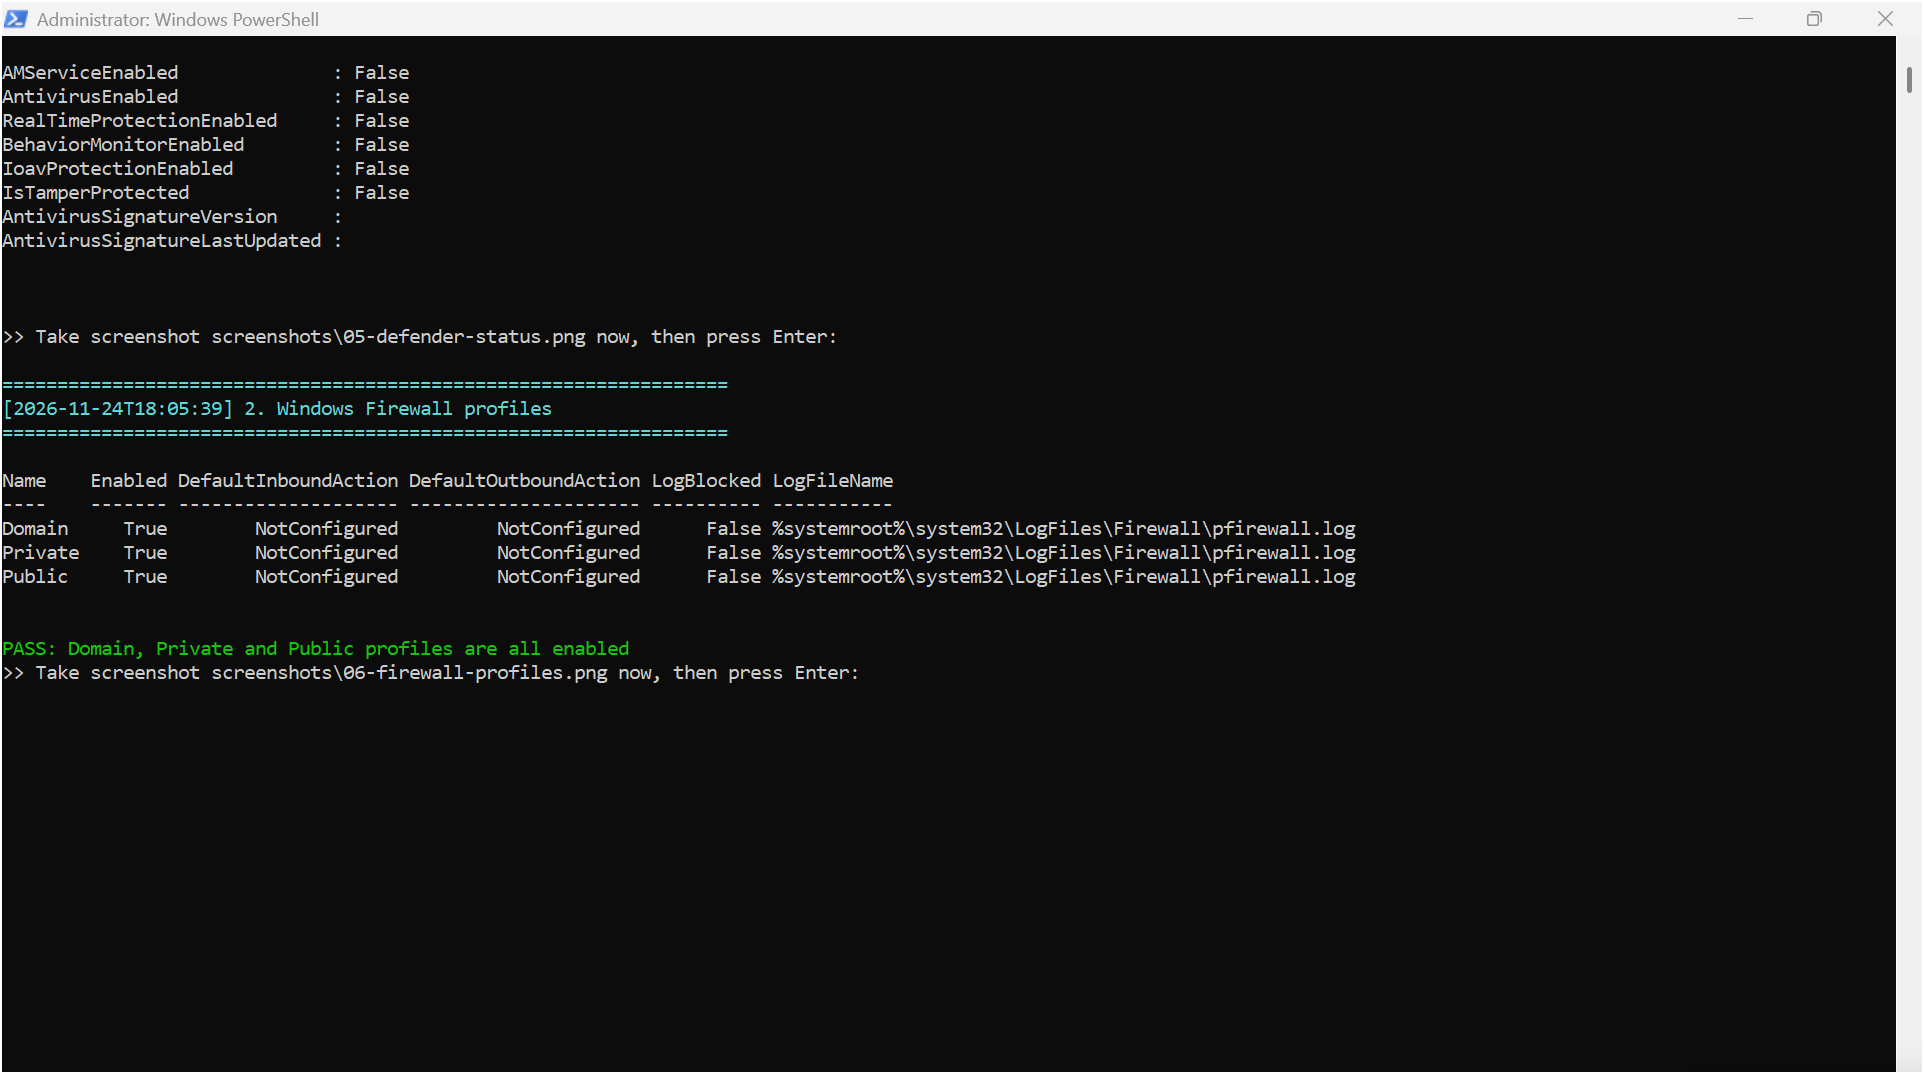 Administrator: Windows PowerShell
AMServiceEnabled              : False
AntivirusEnabled              : False
RealTimeProtectionEnabled     : False
BehaviorMonitorEnabled        : False
IoavProtectionEnabled         : False
IsTamperProtected             : False
AntivirusSignatureVersion     :
AntivirusSignatureLastUpdated :
>> Take screenshot screenshots\05-defender-status.png now, then press Enter:
==================================================================
[2026-11-24T18:05:39] 2. Windows Firewall profiles
==================================================================
Name    Enabled DefaultInboundAction DefaultOutboundAction LogBlocked LogFileName
----    ------- -------------------- --------------------- ---------- -----------
Domain     True        NotConfigured         NotConfigured      False %systemroot%\system32\LogFiles\Firewall\pfirewall.log
Private    True        NotConfigured         NotConfigured      False %systemroot%\system32\LogFiles\Firewall\pfirewall.log
Public     True        NotConfigured         NotConfigured      False %systemroot%\system32\LogFiles\Firewall\pfirewall.log
PASS: Domain, Private and Public profiles are all enabled
>> Take screenshot screenshots\06-firewall-profiles.png now, then press Enter: